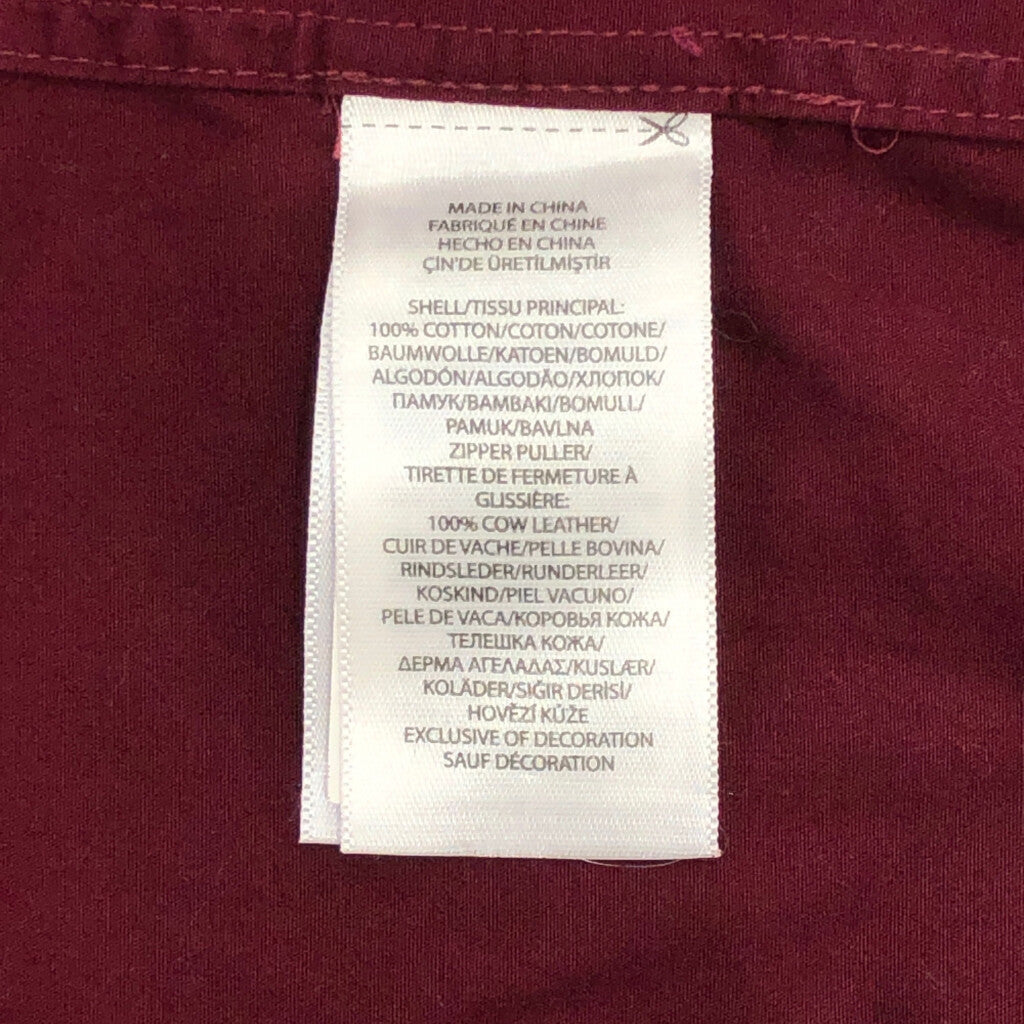 MADE IN CHINA
FABRIQUÉ EN CHINE
HECHO EN CHINA
ÇİN'DE ÜRETİLMİŞTİR
SHELL/TISSU PRINCIPAL:
100% COTTON/COTON/COTONE/
BAUMWOLLE/KATOEN/BOMULD/
ALGODÓN/ALGODÃO/ХЛОПОК/
ПАМУК/BAMBAKI/BOMULL/
PAMUK/BAVLNA
ZIPPER PULLER/
TIRETTE DE FERMETURE À
GLISSIÈRE:
100% COW LEATHER/
CUIR DE VACHE/PELLE BOVINA/
RINDSLEDER/RUNDERLEER/
KOSKIND/PIEL VACUNO/
PELE DE VACA/КОРОВЬЯ КОЖА/
ТЕЛЕШКА КОЖА/
ΔΕΡΜΑ ΑΓΕΛΑΔΑΣ/KUSLÆR/
KOLÄDER/SIĞIR DERİSİ/
HOVĚZÍ KŮŽE
EXCLUSIVE OF DECORATION
SAUF DÉCORATION